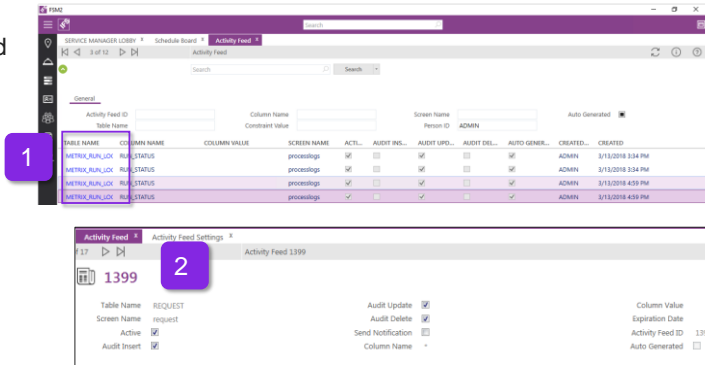 FSM2
Search
SERVICE MANAGER LOBBY x Schedule Board x Activity Feed x
3 of 12 Activity Feed
Search Search
General
Activity Feed ID Column Name Screen Name Auto Generated
Table Name Constraint Value Person ID ADMIN
TABLE NAME COLUMN NAME COLUMN VALUE SCREEN NAME ACTI... AUDIT INS... AUDIT UPD... AUDIT DEL... AUTO GENER... CREATED... CREATED
METRIX_RUN_LOC RUN_STATUS processlogs ADMIN 3/13/2018 3:34 PM
METRIX_RUN_LOC RUN_STATUS processlogs ADMIN 3/13/2018 3:34 PM
METRIX_RUN_LOC RUN_STATUS processlogs ADMIN 3/13/2018 4:59 PM
METRIX_RUN_LOC RUN_STATUS processlogs ADMIN 3/13/2018 4:59 PM
1
Activity Feed x Activity Feed Settings x
f 17 Activity Feed 1399
2
1399
Table Name REQUEST Audit Update Column Value
Screen Name request Audit Delete Expiration Date
Active Send Notification Activity Feed ID 139
Audit Insert Column Name * Auto Generated